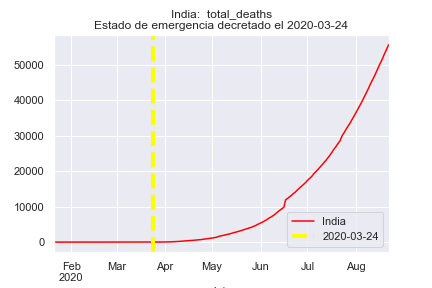 India:  total_deaths
Estado de emergencia decretado el 2020-03-24
50000
40000
30000
20000
10000
0
Feb
2020
Mar
Apr
May
Jun
Jul
Aug
India
2020-03-24